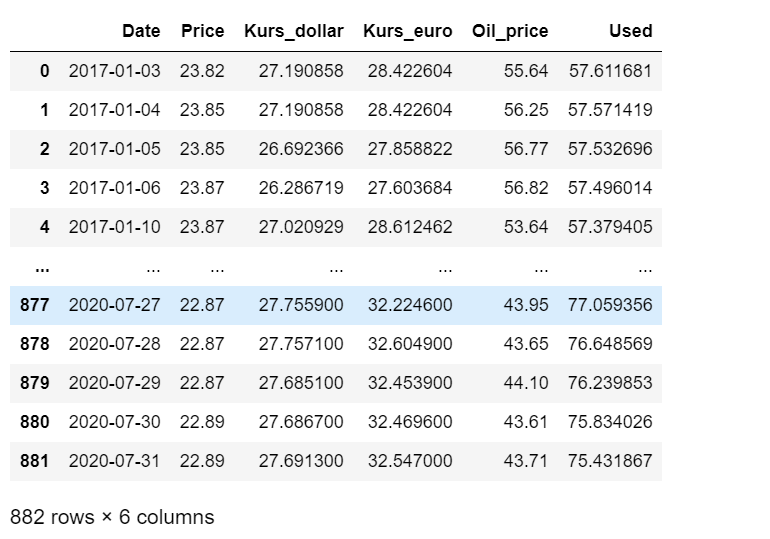 Date Price Kurs_dollar Kurs_euro Oil_price Used
0 2017-01-03 23.82 27.190858 28.422604 55.64 57.611681
1 2017-01-04 23.85 27.190858 28.422604 56.25 57.571419
2 2017-01-05 23.85 26.692366 27.858822 56.77 57.532696
3 2017-01-06 23.87 26.286719 27.603684 56.82 57.496014
4 2017-01-10 23.87 27.020929 28.612462 53.64 57.379405
... ... ... ... ... ... ...
877 2020-07-27 22.87 27.755900 32.224600 43.95 77.059356
878 2020-07-28 22.87 27.757100 32.604900 43.65 76.648569
879 2020-07-29 22.87 27.685100 32.453900 44.10 76.239853
880 2020-07-30 22.89 27.686700 32.469600 43.61 75.834026
881 2020-07-31 22.89 27.691300 32.547000 43.71 75.431867
882 rows × 6 columns